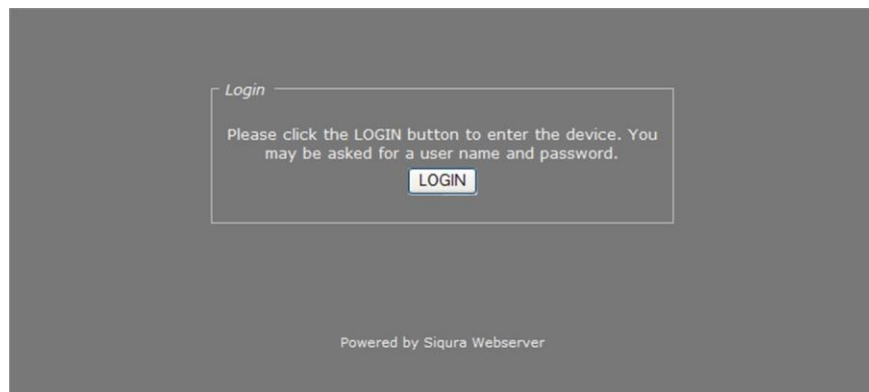 Login
Please click the LOGIN button to enter the device. You
may be asked for a user name and password.
LOGIN
Powered by Siqura Webserver